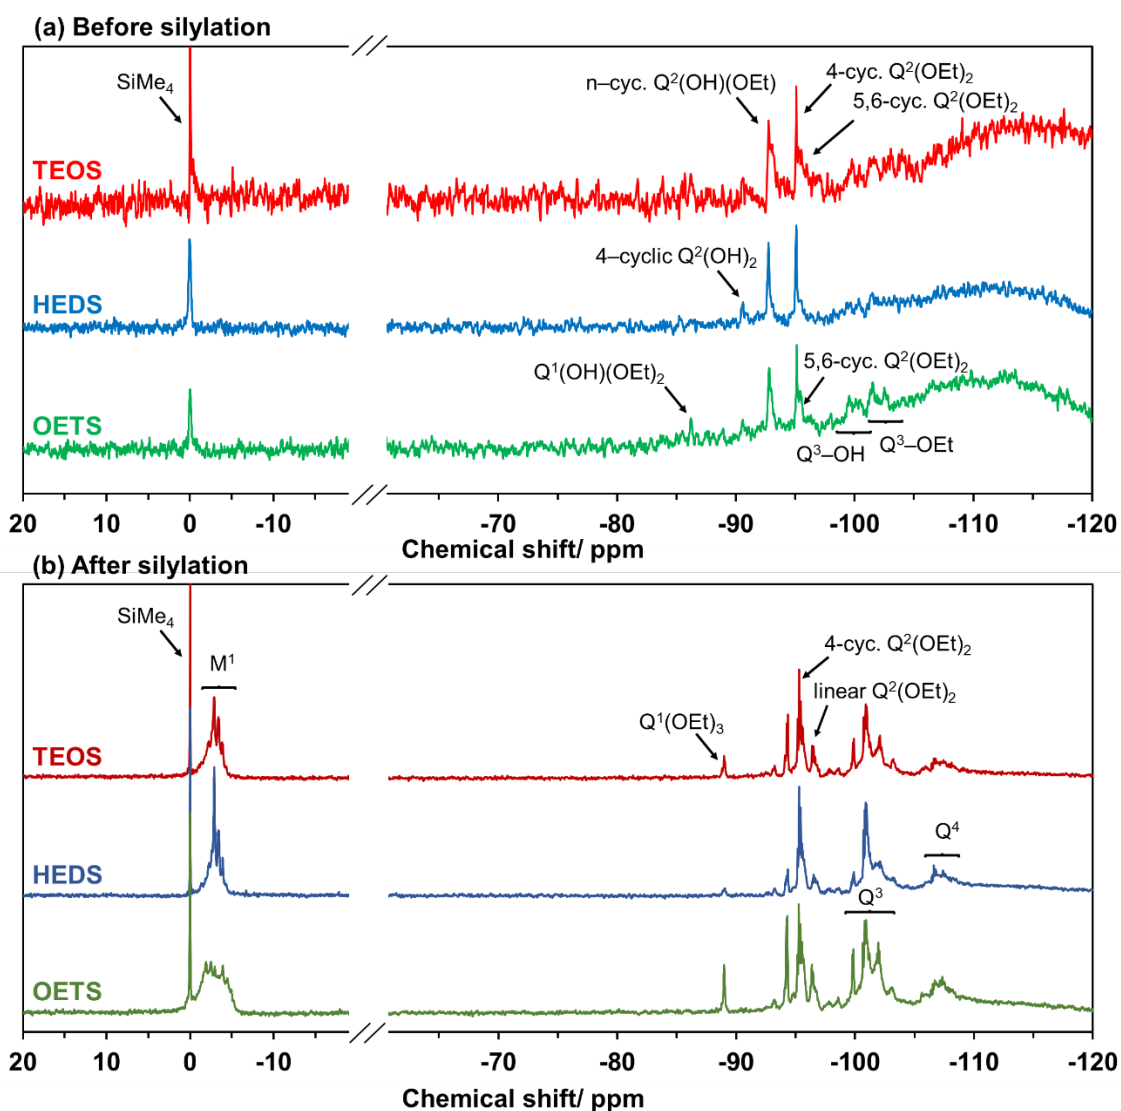 (a) Before silylation
SiMe₄
n–cyc. Q²(OH)(OEt)
4-cyc. Q²(OEt)₂
5,6-cyc. Q²(OEt)₂
TEOS
4–cyclic Q²(OH)₂
HEDS
Q¹(OH)(OEt)₂
5,6-cyc. Q²(OEt)₂
OETS
Q³–OH
Q³–OEt
20 10 0 -10 -70 -80 -90 -100 -110 -120
Chemical shift/ ppm
(b) After silylation
SiMe₄
M¹
4-cyc. Q²(OEt)₂
linear Q²(OEt)₂
Q¹(OEt)₃
TEOS
Q⁴
HEDS
Q³
OETS
20 10 0 -10 -70 -80 -90 -100 -110 -120
Chemical shift/ ppm